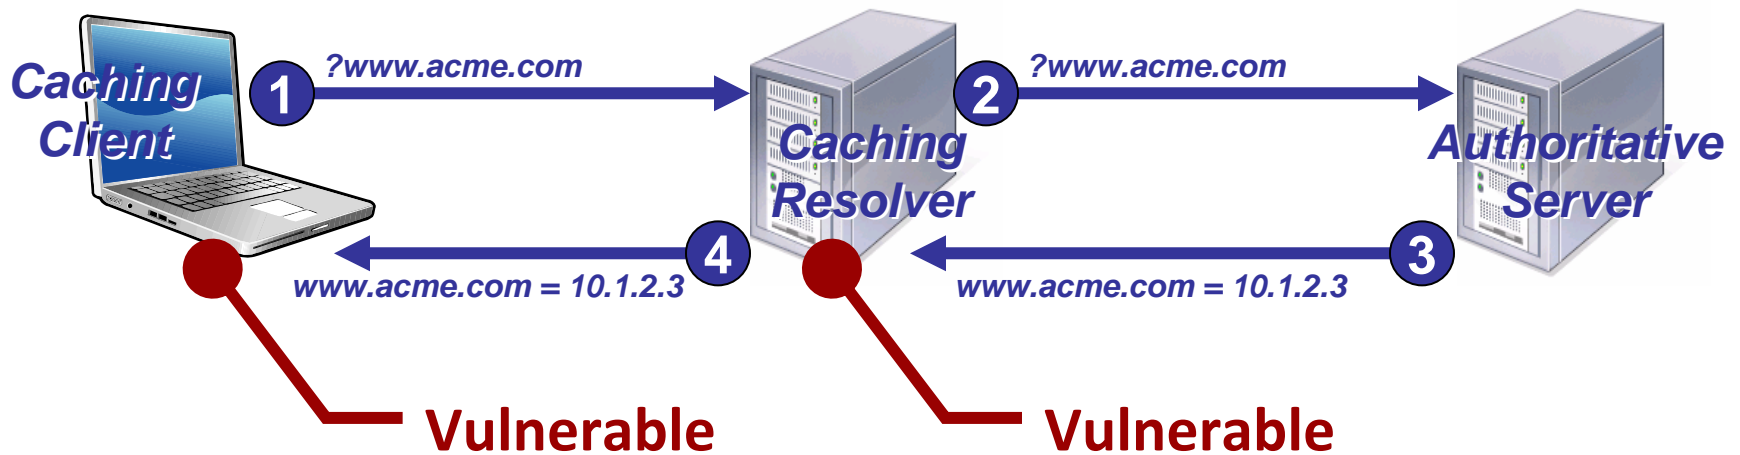 Caching
Client
1
?www.acme.com
Caching
Resolver
2
?www.acme.com
Authoritative
Server
4
www.acme.com = 10.1.2.3
3
www.acme.com = 10.1.2.3
Vulnerable
Vulnerable